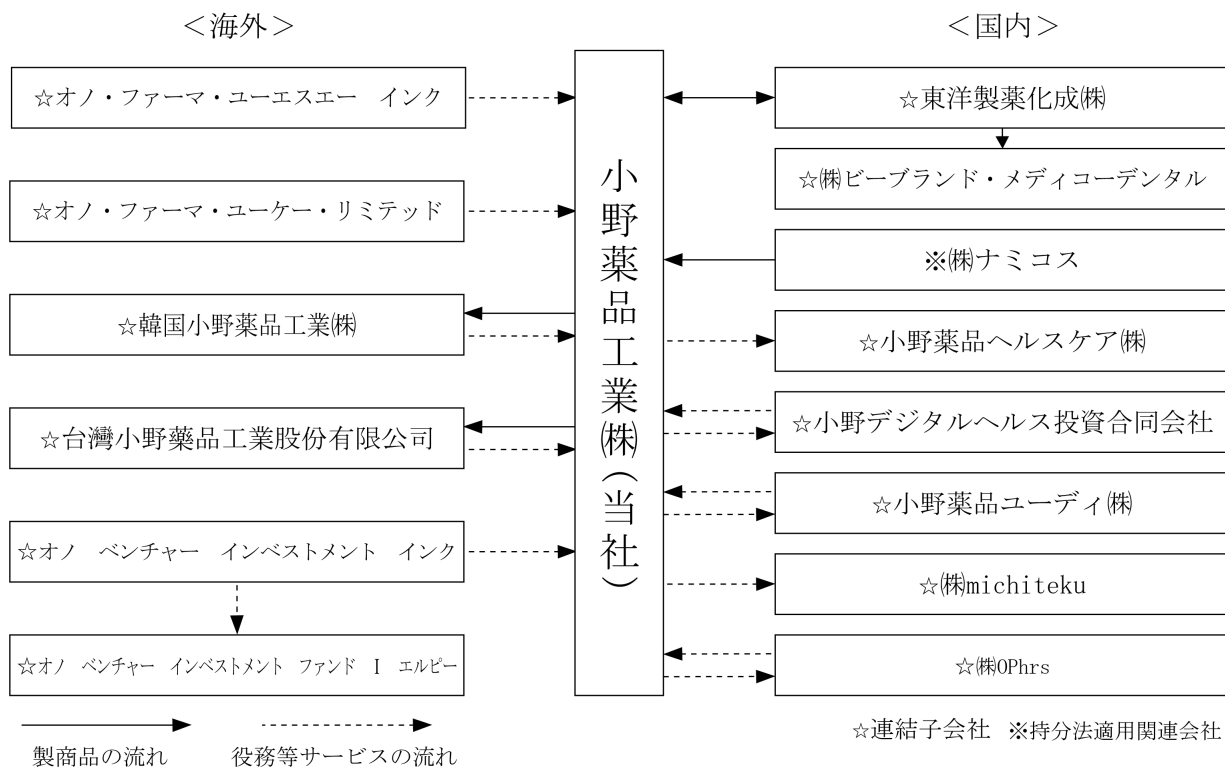 ＜海外＞
☆オノ・ファーマ・ユーエスエー　インク
☆オノ・ファーマ・ユーケー・リミテッド
☆韓国小野薬品工業㈱
☆台灣小野藥品工業股份有限公司
☆オノ　ベンチャー　インベストメント　インク
☆オノ　ベンチャー　インベストメント　ファンド　I　エルピー
小野薬品工業㈱（当社）
＜国内＞
☆東洋製薬化成㈱
☆㈱ビーブランド・メディコーデンタル
※㈱ナミコス
☆小野薬品ヘルスケア㈱
☆小野デジタルヘルス投資合同会社
☆小野薬品ユーディ㈱
☆㈱michiteku
☆㈱OPhrs
製商品の流れ
役務等サービスの流れ
☆連結子会社　※持分法適用関連会社